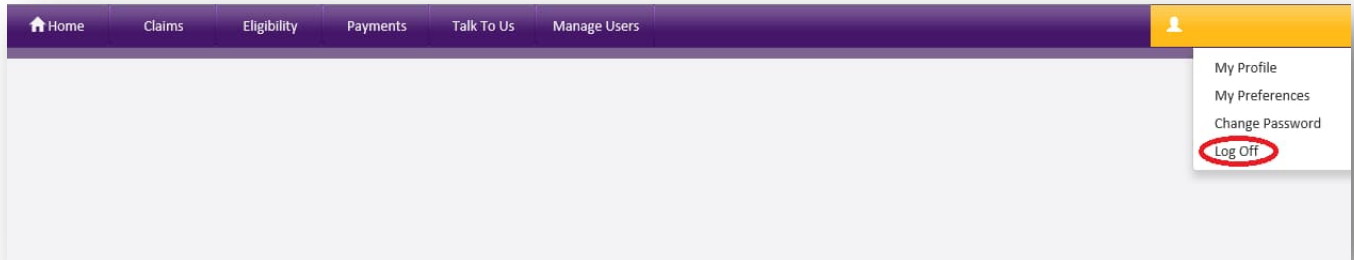 Home Claims Eligibility Payments Talk To Us Manage Users
My Profile
My Preferences
Change Password
Log Off